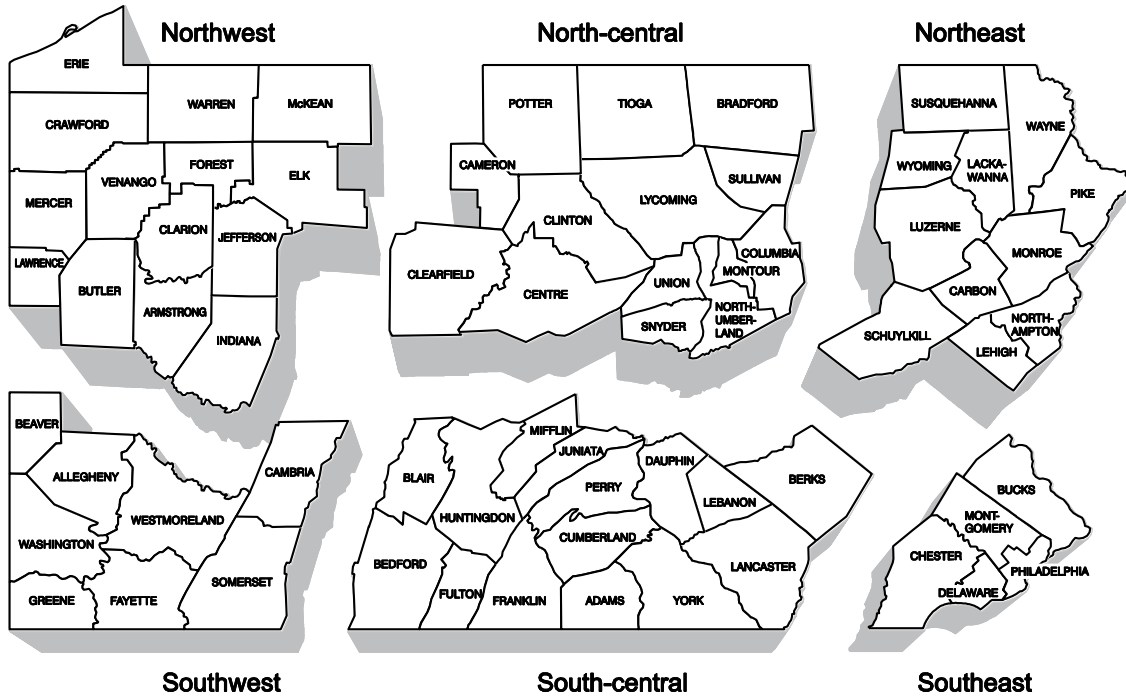 Northwest
North-central
Northeast
ERIE
WARREN
McKEAN
CRAWFORD
FOREST
ELK
VENANGO
MERCER
CLARION
JEFFERSON
LAWRENCE
BUTLER
ARMSTRONG
INDIANA
POTTER
TIOGA
BRADFORD
CAMERON
SULLIVAN
LYCOMING
CLINTON
COLUMBIA
MONTOUR
CLEARFIELD
UNION
CENTRE
NORTH-
UMBER-
LAND
SNYDER
SUSQUEHANNA
WAYNE
WYOMING
LACKA-
WANNA
PIKE
LUZERNE
MONROE
CARBON
NORTH-
AMPTON
SCHUYLKILL
LEHIGH
BEAVER
ALLEGHENY
CAMBRIA
WESTMORELAND
WASHINGTON
SOMERSET
GREENE
FAYETTE
MIFFLIN
JUNIATA
DAUPHIN
BLAIR
PERRY
BERKS
LEBANON
HUNTINGDON
CUMBERLAND
BEDFORD
LANCASTER
FULTON
FRANKLIN
ADAMS
YORK
BUCKS
MONT-
GOMERY
CHESTER
PHILADELPHIA
DELAWARE
Southwest
South-central
Southeast